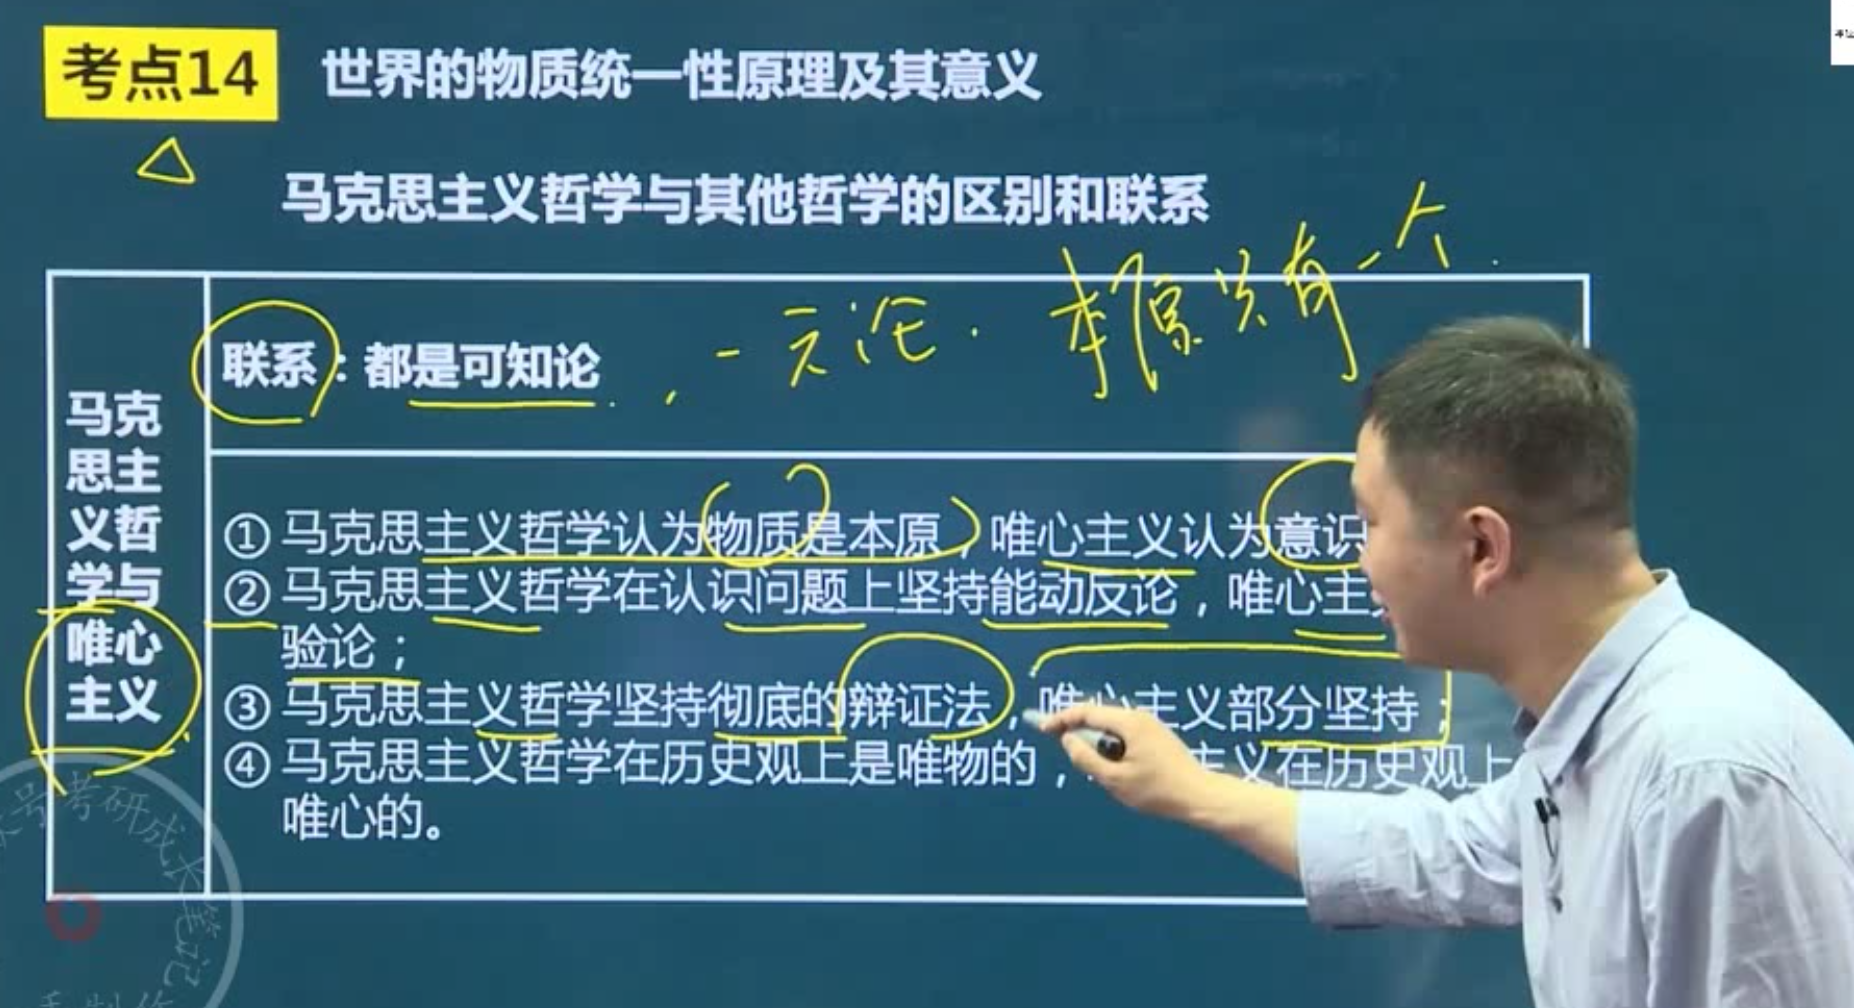 考点14
世界的物质统一性原理及其意义
马克思主义哲学与其他哲学的区别和联系
一元论. 本原只有一个.
联系：都是可知论
马克
思主
义哲
学与
唯心
主义
① 马克思主义哲学认为物质是本原，唯心主义认为意识
② 马克思主义哲学在认识问题上坚持能动反论，唯心主义
验论；
③ 马克思主义哲学坚持彻底的辩证法，唯心主义部分坚持；
④ 马克思主义哲学在历史观上是唯物的，主义在历史观上
唯心的。
号考研成长笔记